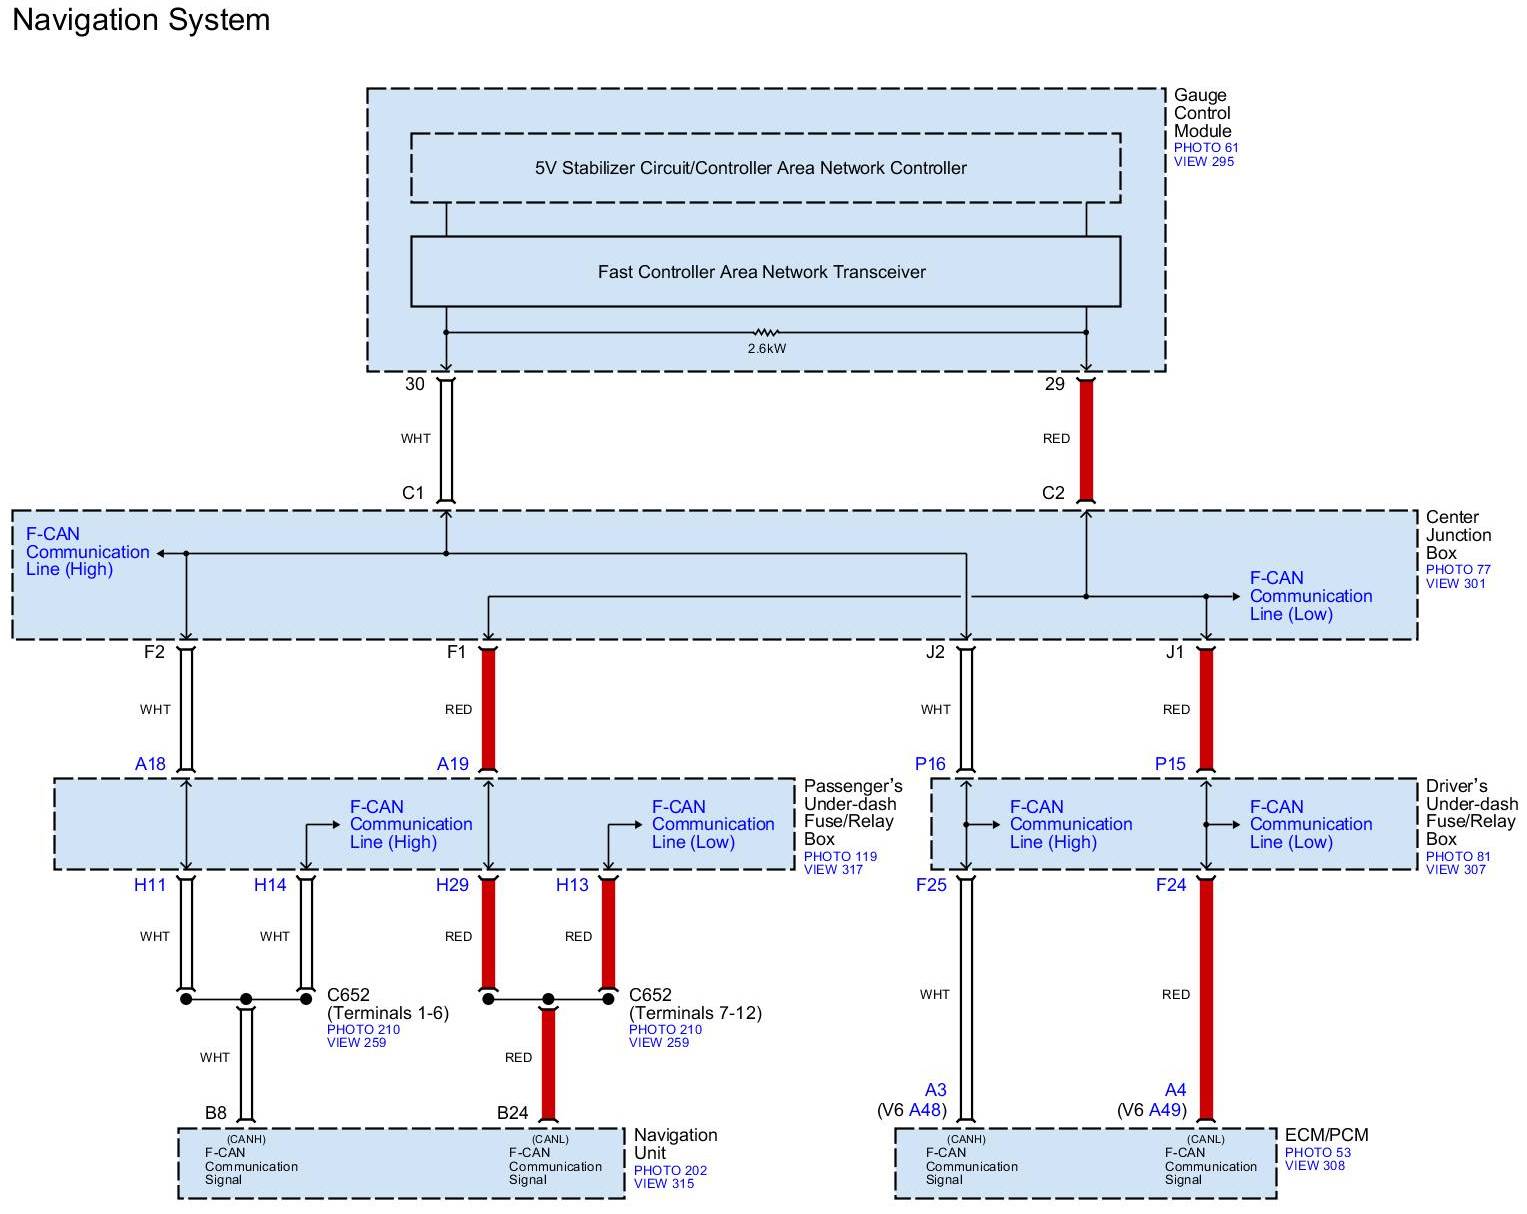 Navigation System
Gauge
Control
Module
PHOTO 61
VIEW 295
5V Stabilizer Circuit/Controller Area Network Controller
Fast Controller Area Network Transceiver
2.6kW
30
29
WHT
RED
C1
C2
F-CAN
Communication
Line (High)
F-CAN
Communication
Line (Low)
Center
Junction
Box
PHOTO 77
VIEW 301
F2
F1
J2
J1
WHT
RED
WHT
RED
A18
A19
P16
P15
F-CAN
Communication
Line (High)
F-CAN
Communication
Line (Low)
Passenger's
Under-dash
Fuse/Relay
Box
PHOTO 119
VIEW 317
F-CAN
Communication
Line (High)
F-CAN
Communication
Line (Low)
Driver's
Under-dash
Fuse/Relay
Box
PHOTO 81
VIEW 307
H11
H14
H29
H13
F25
F24
WHT
WHT
RED
RED
WHT
RED
C652
(Terminals 1-6)
PHOTO 210
VIEW 259
C652
(Terminals 7-12)
PHOTO 210
VIEW 259
WHT
RED
B8
B24
A3
(V6 A48)
A4
(V6 A49)
(CANH)
F-CAN
Communication
Signal
(CANL)
F-CAN
Communication
Signal
Navigation
Unit
PHOTO 202
VIEW 315
(CANH)
F-CAN
Communication
Signal
(CANL)
F-CAN
Communication
Signal
ECM/PCM
PHOTO 53
VIEW 308